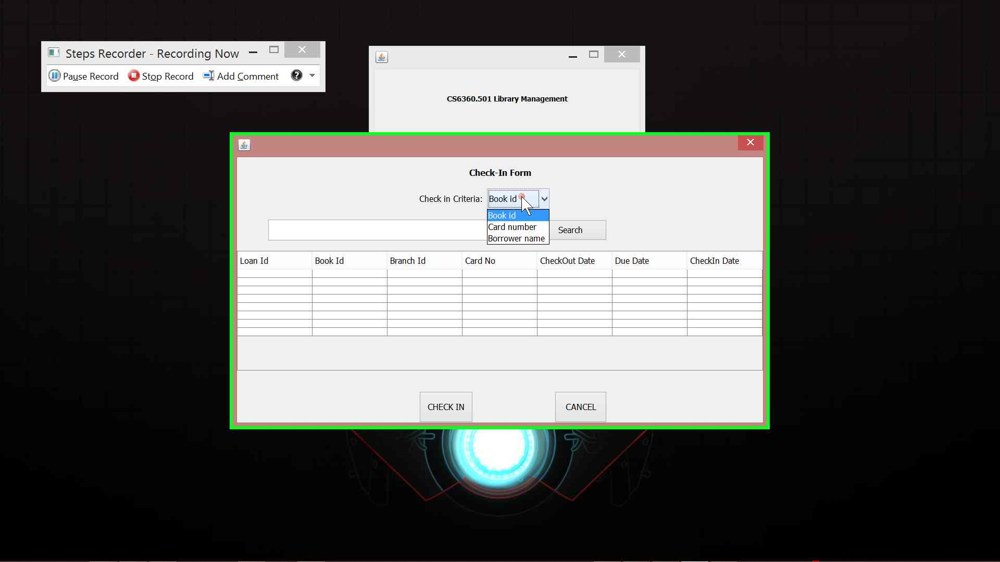 Steps Recorder - Recording Now
Pause Record Stop Record Add Comment
CS6360.501 Library Management
Check-In Form
Check in Criteria: Book id
Book id
Card number
Borrower name
Search
Loan Id Book Id Branch Id Card No CheckOut Date Due Date CheckIn Date
CHECK IN CANCEL